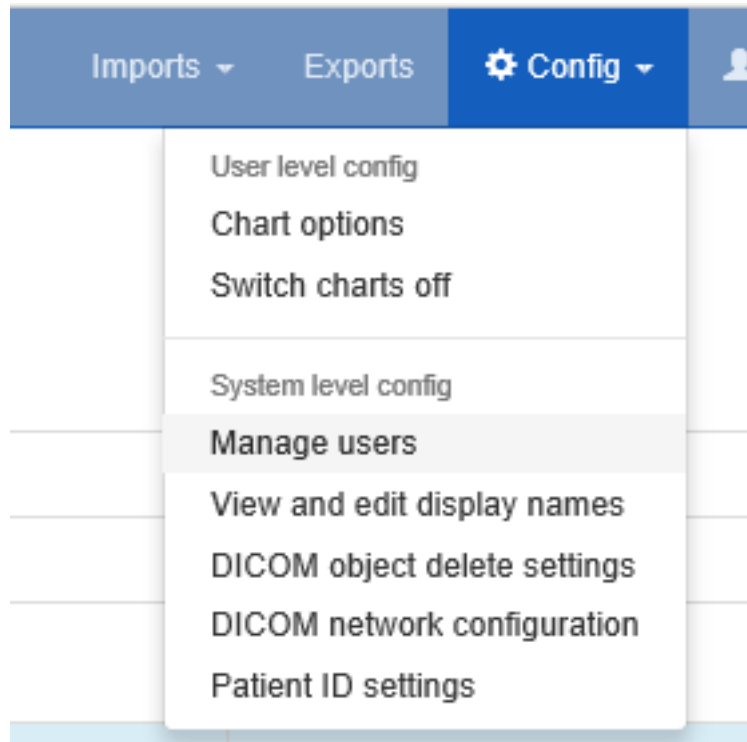 Imports Exports Config
User level config
Chart options
Switch charts off
System level config
Manage users
View and edit display names
DICOM object delete settings
DICOM network configuration
Patient ID settings